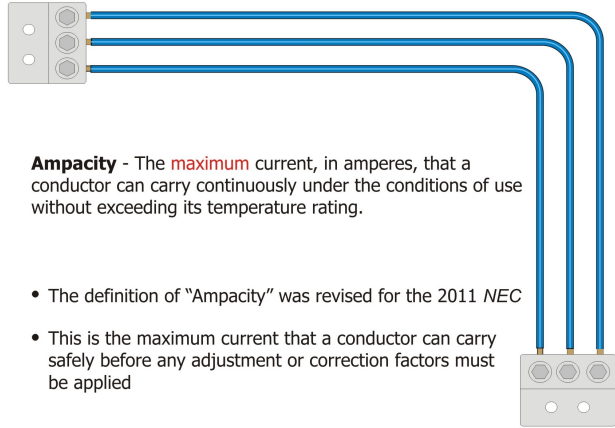 Ampacity - The maximum current, in amperes, that a
conductor can carry continuously under the conditions of use
without exceeding its temperature rating.
• The definition of “Ampacity” was revised for the 2011 NEC
• This is the maximum current that a conductor can carry
safely before any adjustment or correction factors must
be applied